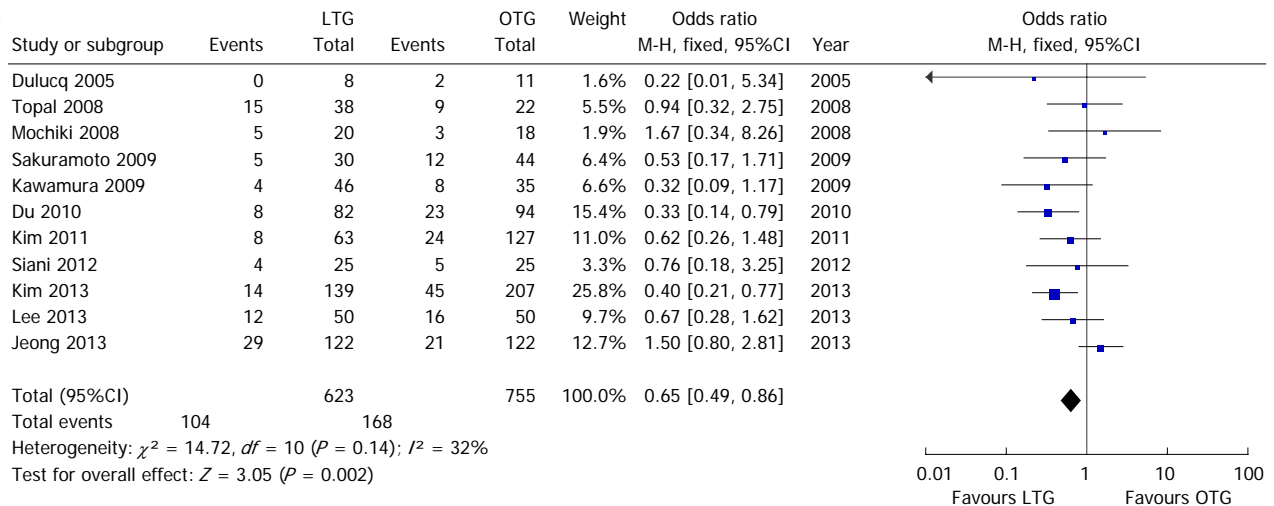 LTG OTG Weight Odds ratio Odds ratio
Study or subgroup Events Total Events Total M-H, fixed, 95%CI Year M-H, fixed, 95%CI
Dulucq 2005 0 8 2 11 1.6% 0.22 [0.01, 5.34] 2005
Topal 2008 15 38 9 22 5.5% 0.94 [0.32, 2.75] 2008
Mochiki 2008 5 20 3 18 1.9% 1.67 [0.34, 8.26] 2008
Sakuramoto 2009 5 30 12 44 6.4% 0.53 [0.17, 1.71] 2009
Kawamura 2009 4 46 8 35 6.6% 0.32 [0.09, 1.17] 2009
Du 2010 8 82 23 94 15.4% 0.33 [0.14, 0.79] 2010
Kim 2011 8 63 24 127 11.0% 0.62 [0.26, 1.48] 2011
Siani 2012 4 25 5 25 3.3% 0.76 [0.18, 3.25] 2012
Kim 2013 14 139 45 207 25.8% 0.40 [0.21, 0.77] 2013
Lee 2013 12 50 16 50 9.7% 0.67 [0.28, 1.62] 2013
Jeong 2013 29 122 21 122 12.7% 1.50 [0.80, 2.81] 2013
Total (95%CI) 623 755 100.0% 0.65 [0.49, 0.86]
Total events 104 168
Heterogeneity: χ² = 14.72, df = 10 (P = 0.14); I² = 32%
Test for overall effect: Z = 3.05 (P = 0.002)
0.01 0.1 1 10 100
Favours LTG Favours OTG